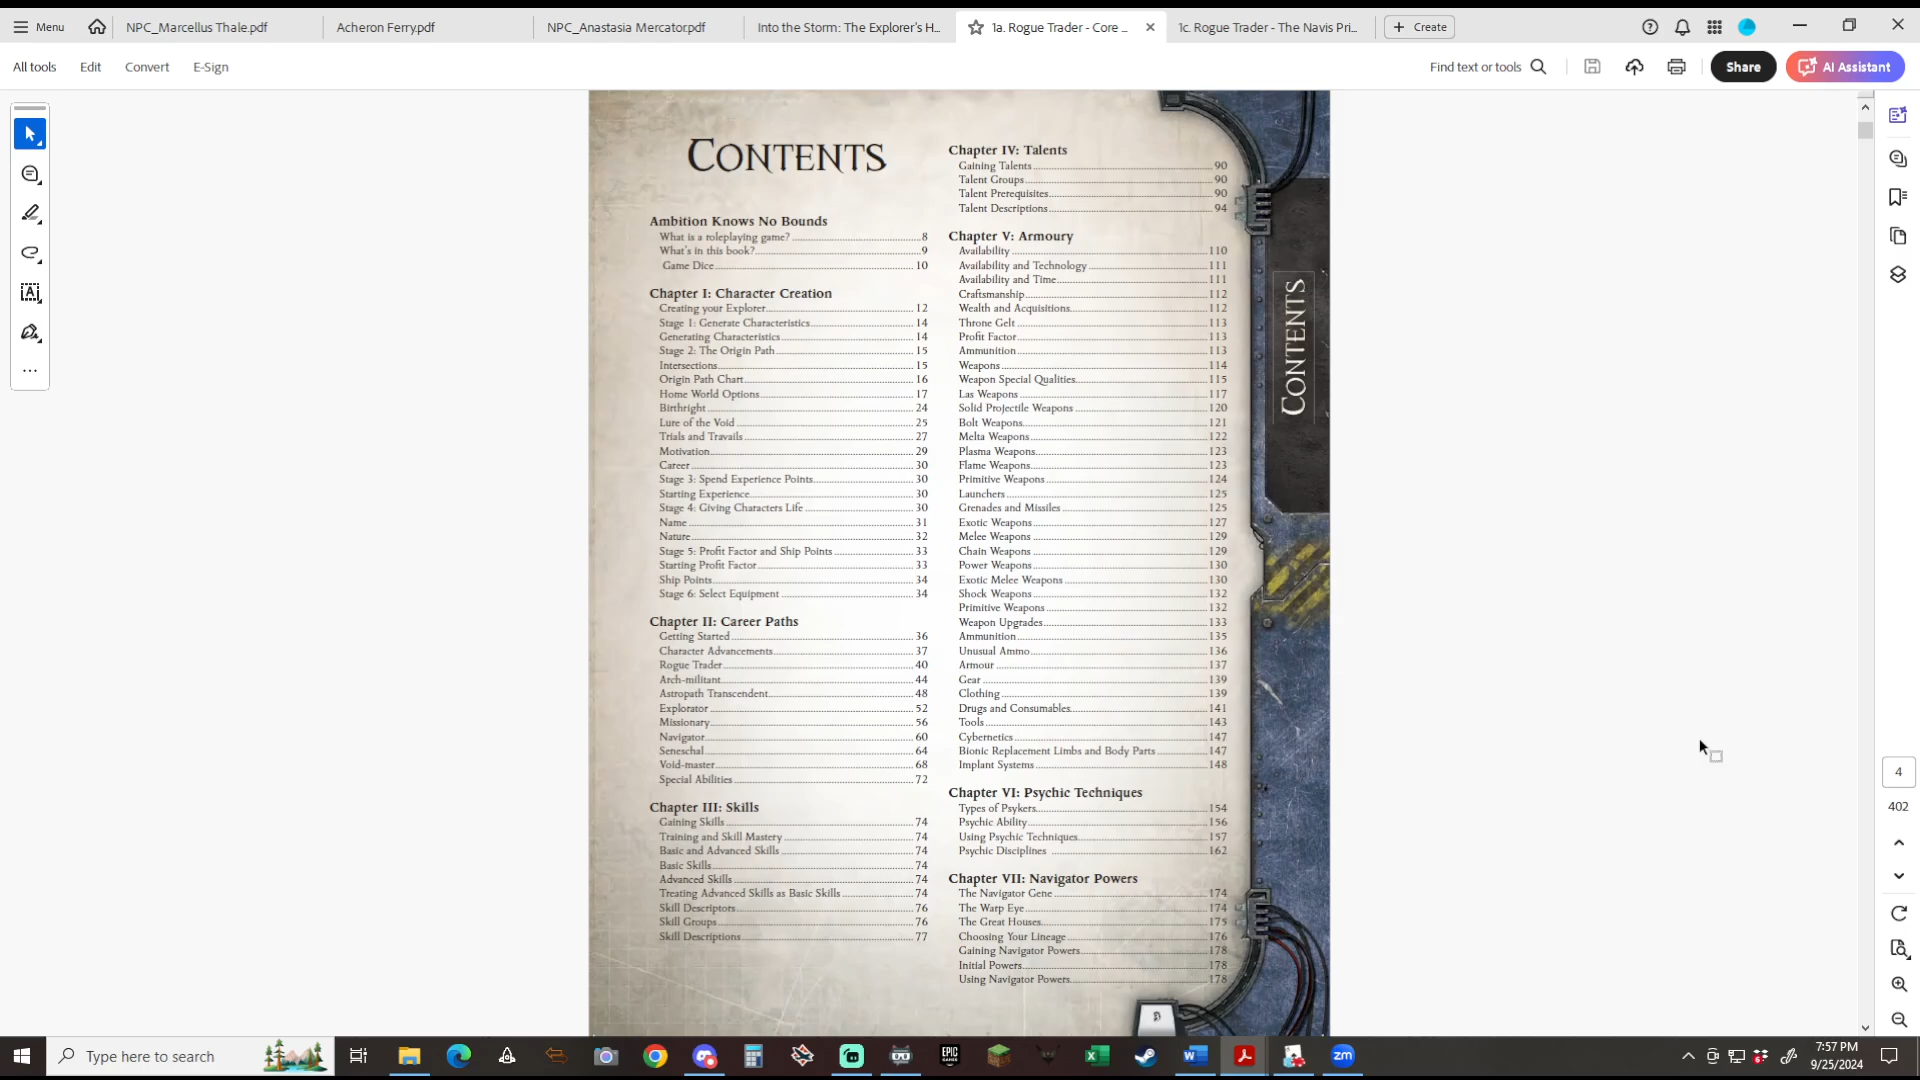 Menu
NPC_Marcellus Thale.pdf
Acheron Ferry.pdf
NPC_Anastasia Mercator.pdf
Into the Storm: The Explorer's H...
1a. Rogue Trader - Core ...
1c. Rogue Trader - The Navis Pri...
+ Create
All tools
Edit
Convert
E-Sign
Find text or tools
Share
AI Assistant
CONTENTS
Ambition Knows No Bounds
What is a roleplaying game? 8
What's in this book? 9
Game Dice 10
Chapter I: Character Creation
Creating your Explorer 12
Stage 1: Generate Characteristics 14
Generating Characteristics 14
Stage 2: The Origin Path 15
Intersections 15
Origin Path Chart 16
Home World Options 17
Birthright 24
Lure of the Void 25
Trials and Travails 27
Motivation 29
Career 30
Stage 3: Spend Experience Points 30
Starting Experience 30
Stage 4: Giving Characters Life 30
Name 31
Nature 32
Stage 5: Profit Factor and Ship Points 33
Starting Profit Factor 33
Ship Points 34
Stage 6: Select Equipment 34
Chapter II: Career Paths
Getting Started 36
Character Advancements 37
Rogue Trader 40
Arch-militant 44
Astropath Transcendent 48
Explorator 52
Missionary 56
Navigator 60
Seneschal 64
Void-master 68
Special Abilities 72
Chapter III: Skills
Gaining Skills 74
Training and Skill Mastery 74
Basic and Advanced Skills 74
Basic Skills 74
Advanced Skills 74
Treating Advanced Skills as Basic Skills 74
Skill Descriptors 76
Skill Groups 76
Skill Descriptions 77
Chapter IV: Talents
Gaining Talents 90
Talent Groups 90
Talent Prerequisites 90
Talent Descriptions 94
Chapter V: Armoury
Availability 110
Availability and Technology 111
Availability and Time 111
Craftsmanship 112
Wealth and Acquisitions 112
Throne Gelt 113
Profit Factor 113
Ammunition 113
Weapons 114
Weapon Special Qualities 115
Las Weapons 117
Solid Projectile Weapons 120
Bolt Weapons 121
Melta Weapons 122
Plasma Weapons 123
Flame Weapons 123
Primitive Weapons 124
Launchers 125
Grenades and Missiles 125
Exotic Weapons 127
Melee Weapons 129
Chain Weapons 129
Power Weapons 130
Exotic Melee Weapons 130
Shock Weapons 132
Primitive Weapons 132
Weapon Upgrades 133
Ammunition 135
Unusual Ammo 136
Armour 137
Gear 139
Clothing 139
Drugs and Consumables 141
Tools 143
Cybernetics 147
Bionic Replacement Limbs and Body Parts 147
Implant Systems 148
Chapter VI: Psychic Techniques
Types of Psykers 154
Psychic Ability 156
Using Psychic Techniques 157
Psychic Disciplines 162
Chapter VII: Navigator Powers
The Navigator Gene 174
The Warp Eye 174
The Great Houses 175
Choosing Your Lineage 176
Gaining Navigator Powers 178
Initial Powers 178
Using Navigator Powers 178
CONTENTS
4
402
Type here to search
EPIC GAMES
zm
7:57 PM
9/25/2024